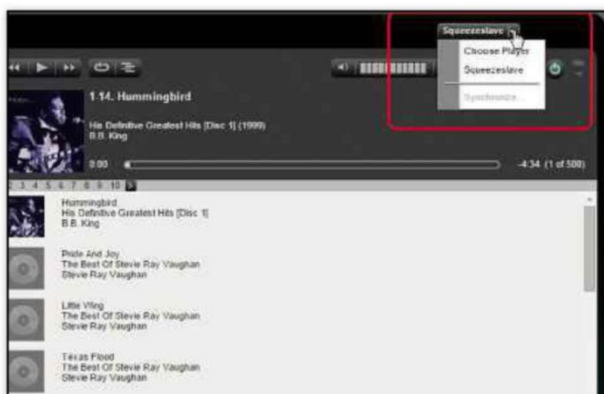 Squeezeslave
Choose Player
Squeezeslave
Synchronize...
1-14. Hummingbird
His Definitive Greatest Hits [Disc 1] (1999)
B.B. King
0:00
-4:34 (1 of 500)
2 3 4 5 6 7 8 9 10
Hummingbird
His Definitive Greatest Hits [Disc 1]
B.B. King
Pride And Joy
The Best Of Stevie Ray Vaughan
Stevie Ray Vaughan
Little Wing
The Best Of Stevie Ray Vaughan
Stevie Ray Vaughan
Texas Flood
The Best Of Stevie Ray Vaughan
Stevie Ray Vaughan